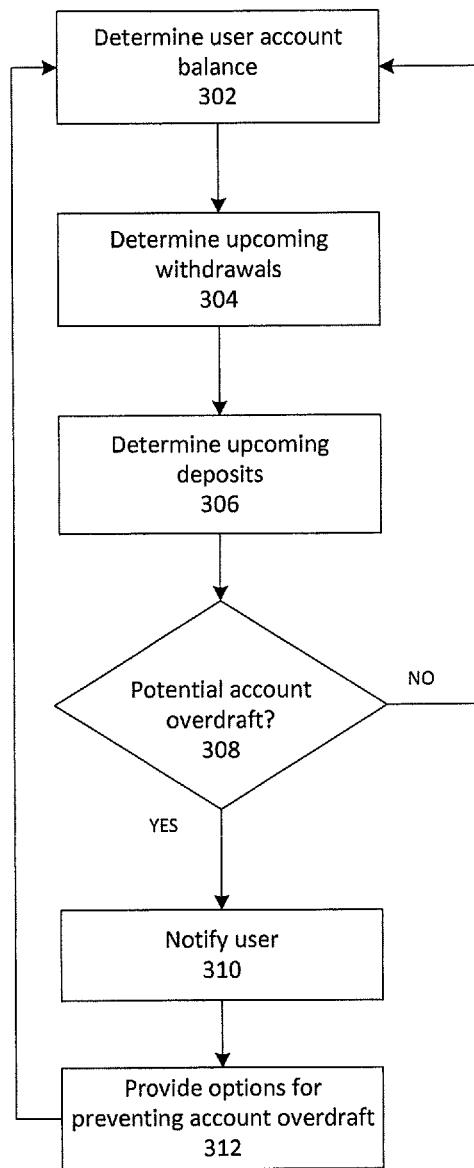 Determine user account
balance
302
Determine upcoming
withdrawals
304
Determine upcoming
deposits
306
Potential account
overdraft?
308
NO
YES
Notify user
310
Provide options for
preventing account overdraft
312